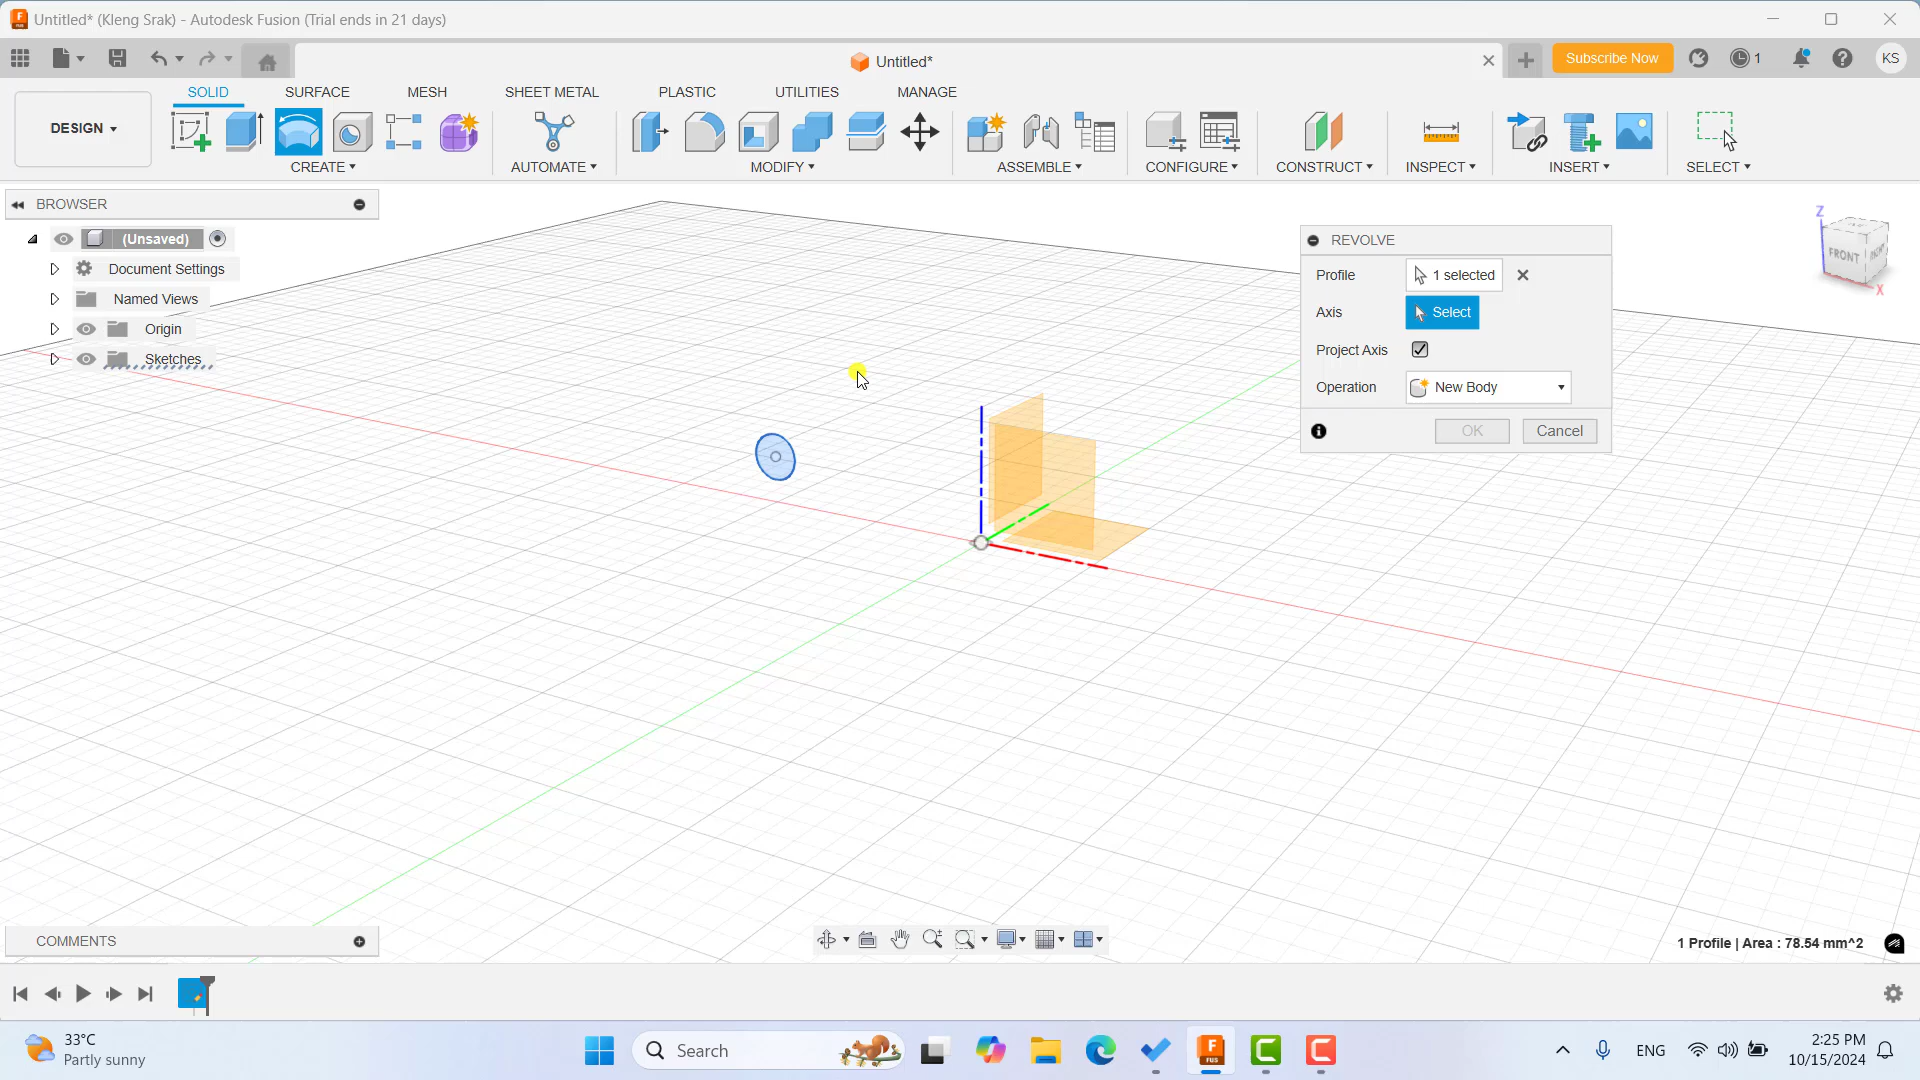 Untitled* (Kleng Srak) - Autodesk Fusion (Trial ends in 21 days)
Untitled*
Subscribe Now
1
KS
DESIGN
SOLID
SURFACE
MESH
SHEET METAL
PLASTIC
UTILITIES
MANAGE
CREATE
AUTOMATE
MODIFY
ASSEMBLE
CONFIGURE
CONSTRUCT
INSPECT
INSERT
SELECT
BROWSER
(Unsaved)
Document Settings
Named Views
Origin
Sketches
REVOLVE
Profile
1 selected
Axis
Select
Project Axis
Operation
New Body
OK
Cancel
Z
FRONT
X
COMMENTS
1 Profile | Area : 78.54 mm^2
33°C
Partly sunny
Search
F
FUS
ENG
2:25 PM
10/15/2024